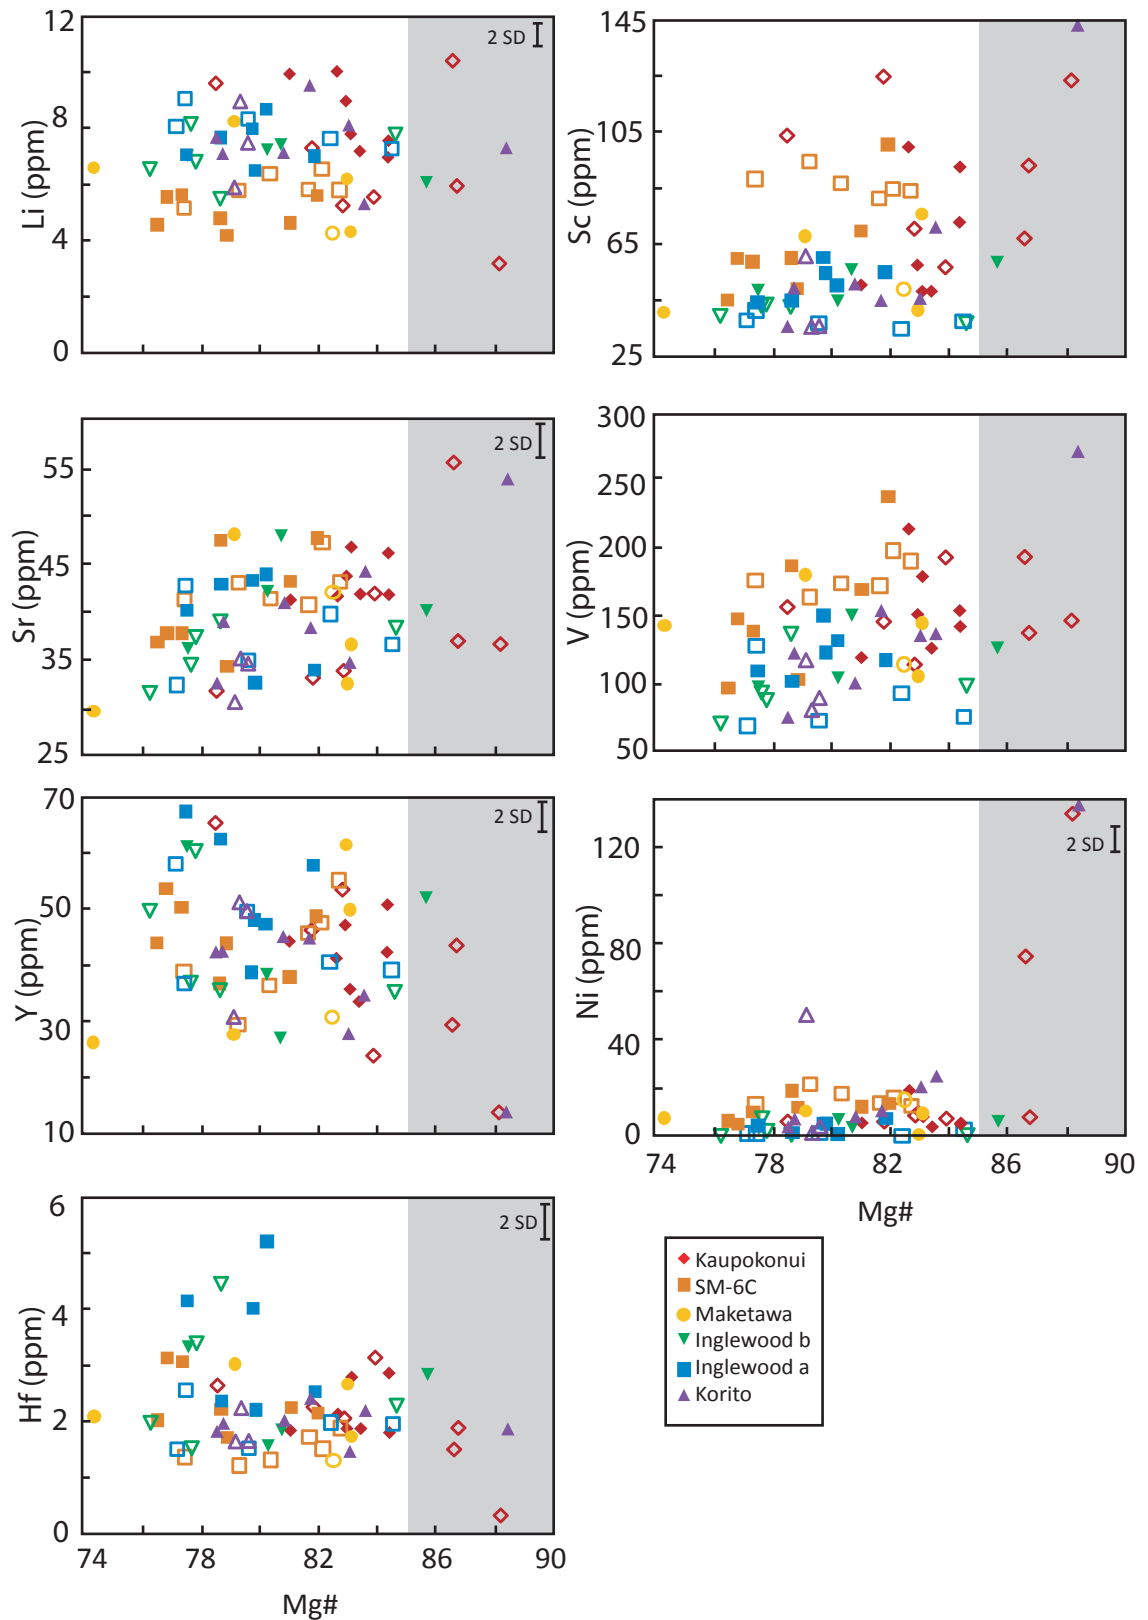 12
8
4
0
Li (ppm)
2 SD
145
105
65
25
Sc (ppm)
55
45
35
25
Sr (ppm)
2 SD
300
250
200
150
100
50
V (ppm)
70
50
30
10
Y (ppm)
2 SD
120
80
40
0
Ni (ppm)
2 SD
74 78 82 86 90
Mg#
6
4
2
0
Hf (ppm)
2 SD
74 78 82 86 90
Mg#
Kaupokonui
SM-6C
Maketawa
Inglewood b
Inglewood a
Korito